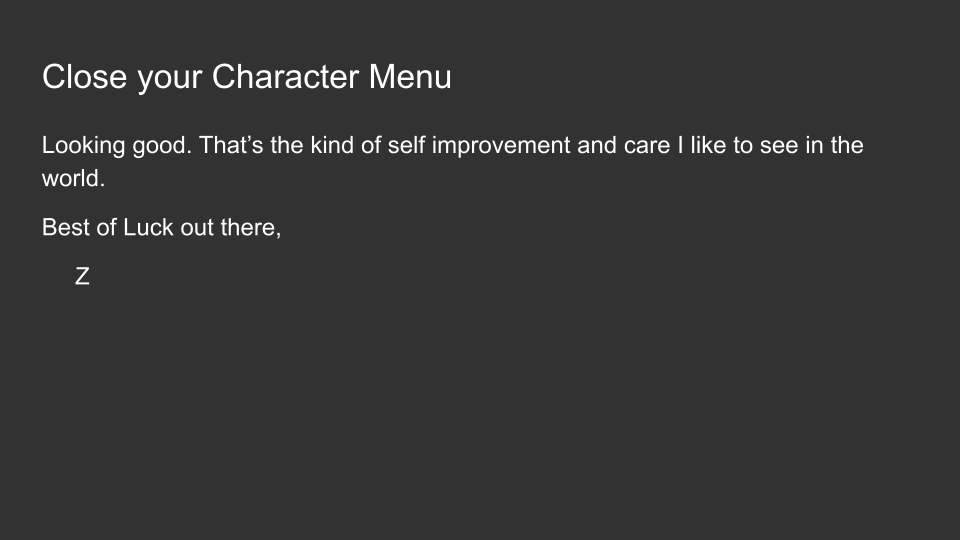 Close your Character Menu
Looking good. That’s the kind of self improvement and care I like to see in the
world.
Best of Luck out there,
Z